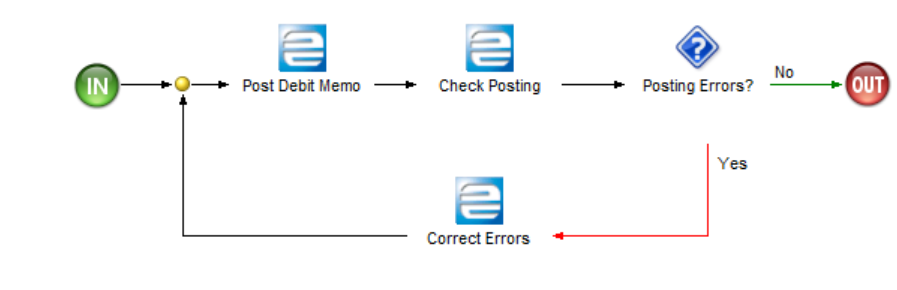 IN
Post Debit Memo
Check Posting
Posting Errors?
No
OUT
Yes
Correct Errors